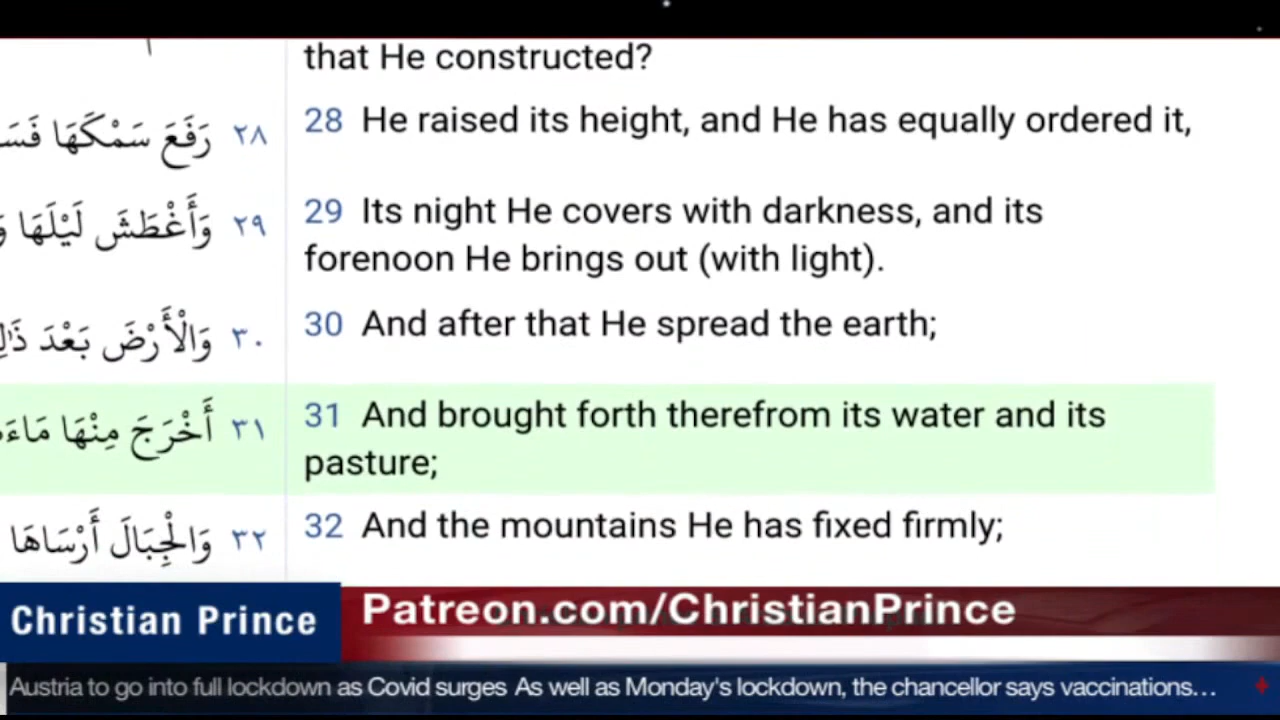 that He constructed?
٢٨ رَفَعَ سَمْكَهَا
28 He raised its height, and He has equally ordered it,
٢٩ وَأَغْطَشَ لَيْلَهَا
29 Its night He covers with darkness, and its
forenoon He brings out (with light).
٣٠ وَالْأَرْضَ بَعْدَ
30 And after that He spread the earth;
٣١ أَخْرَجَ مِنْهَا
31 And brought forth therefrom its water and its
pasture;
٣٢ وَالْجِبَالَ أَرْسَاهَا
32 And the mountains He has fixed firmly;
Christian Prince
Patreon.com/ChristianPrince
Austria to go into full lockdown as Covid surges As well as Monday's lockdown, the chancellor says vaccinations...